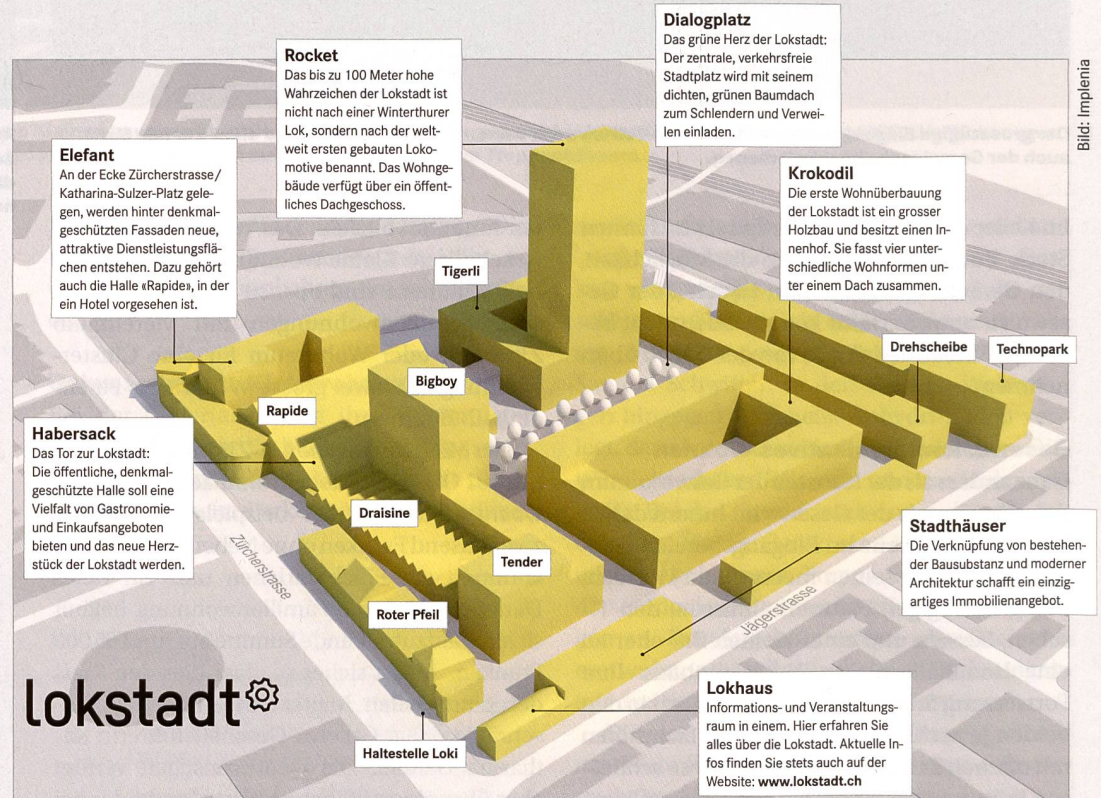 Dialogplatz
Das grüne Herz der Lokstadt:
Der zentrale, verkehrsfreie
Stadtplatz wird mit seinem
dichten, grünen Baumdach
zum Schlendern und Verwei-
len einladen.
Bild: Implenia
Rocket
Das bis zu 100 Meter hohe
Wahrzeichen der Lokstadt ist
nicht nach einer Winterthurer
Lok, sondern nach der welt-
weit ersten gebauten Loko-
motive benannt. Das Wohnge-
bäude verfügt über ein öffent-
liches Dachgeschoss.
Elefant
An der Ecke Zürcherstrasse/
Katharina-Sulzer-Platz gele-
gen, werden hinter denkmal-
geschützten Fassaden neue,
attraktive Dienstleistungsflä-
chen entstehen. Dazu gehört
auch die Halle «Rapide», in der
ein Hotel vorgesehen ist.
Krokodil
Die erste Wohnüberbauung
der Lokstadt ist ein grosser
Holzbau und besitzt einen In-
nenhof. Sie fasst vier unter-
schiedliche Wohnformen un-
ter einem Dach zusammen.
Tigerli
Drehscheibe
Technopark
Bigboy
Rapide
Habersack
Das Tor zur Lokstadt:
Die öffentliche, denkmal-
geschützte Halle soll eine
Vielfalt von Gastronomie-
und Einkaufsangeboten
bieten und das neue Herz-
stück der Lokstadt werden.
Draisine
Tender
Roter Pfeil
Zürcherstrasse
Jägerstrasse
Stadthäuser
Die Verknüpfung von bestehen-
der Bausubstanz und moderner
Architektur schafft ein einzig-
artiges Immobilienangebot.
Lokhaus
Informations- und Veranstaltungs-
raum in einem. Hier erfahren Sie
alles über die Lokstadt. Aktuelle In-
fos finden Sie stets auch auf der
Website: www.lokstadt.ch
Haltestelle Loki
lokstadt